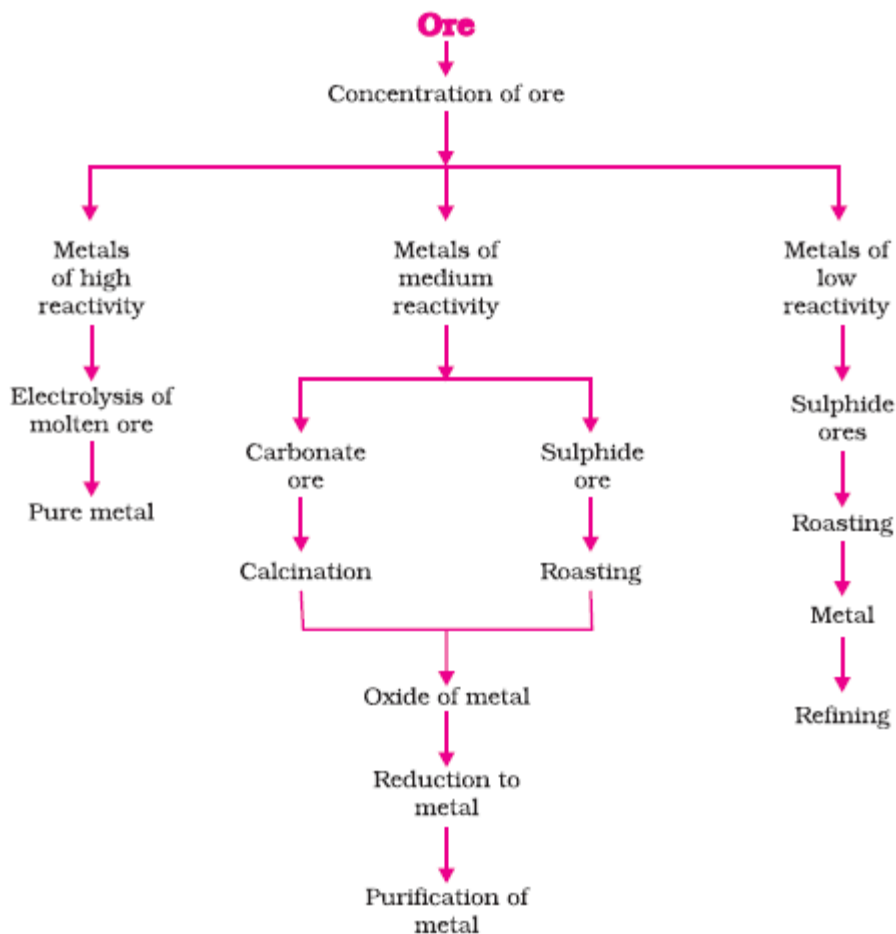 Ore
Concentration of ore
Metals
of high
reactivity
Metals of
medium
reactivity
Metals of
low
reactivity
Electrolysis of
molten ore
Pure metal
Carbonate
ore
Sulphide
ore
Calcination
Roasting
Oxide of metal
Reduction to
metal
Purification of
metal
Sulphide
ores
Roasting
Metal
Refining